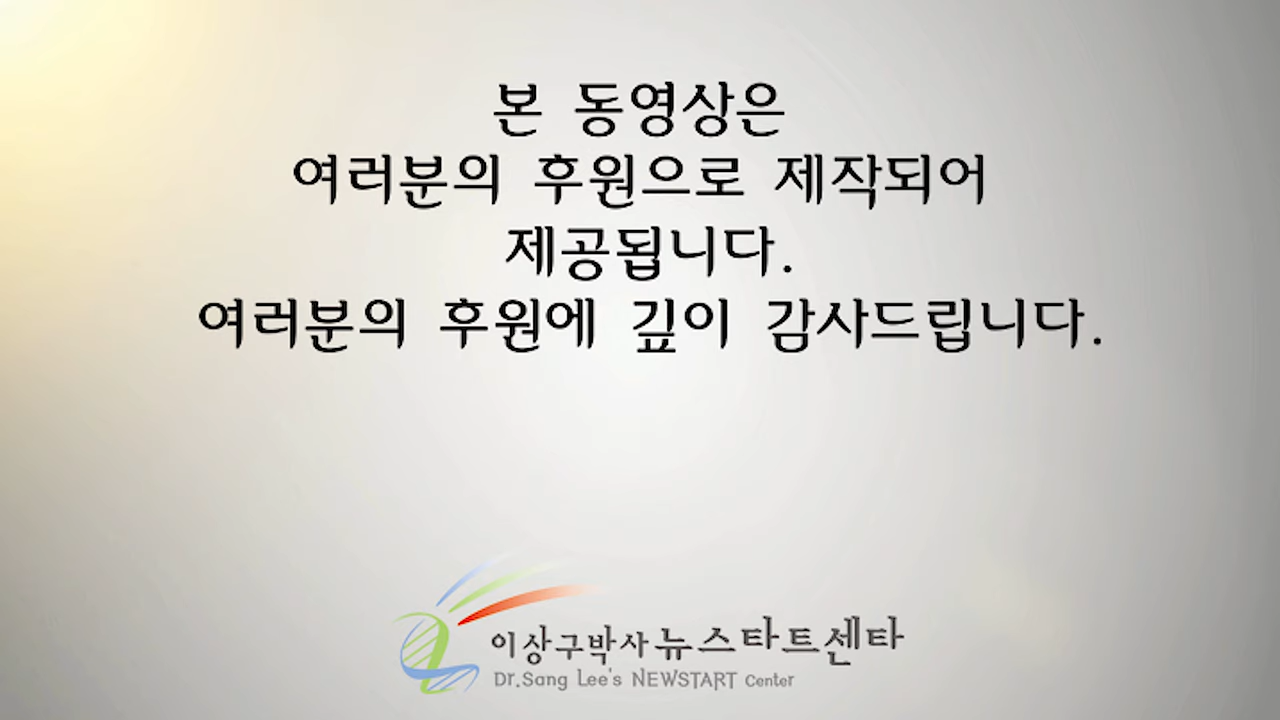 본 동영상은
여러분의 후원으로 제작되어
제공됩니다.
여러분의 후원에 깊이 감사드립니다.
이상구박사 뉴스타트센타
Dr.Sang Lee's NEWSTART Center